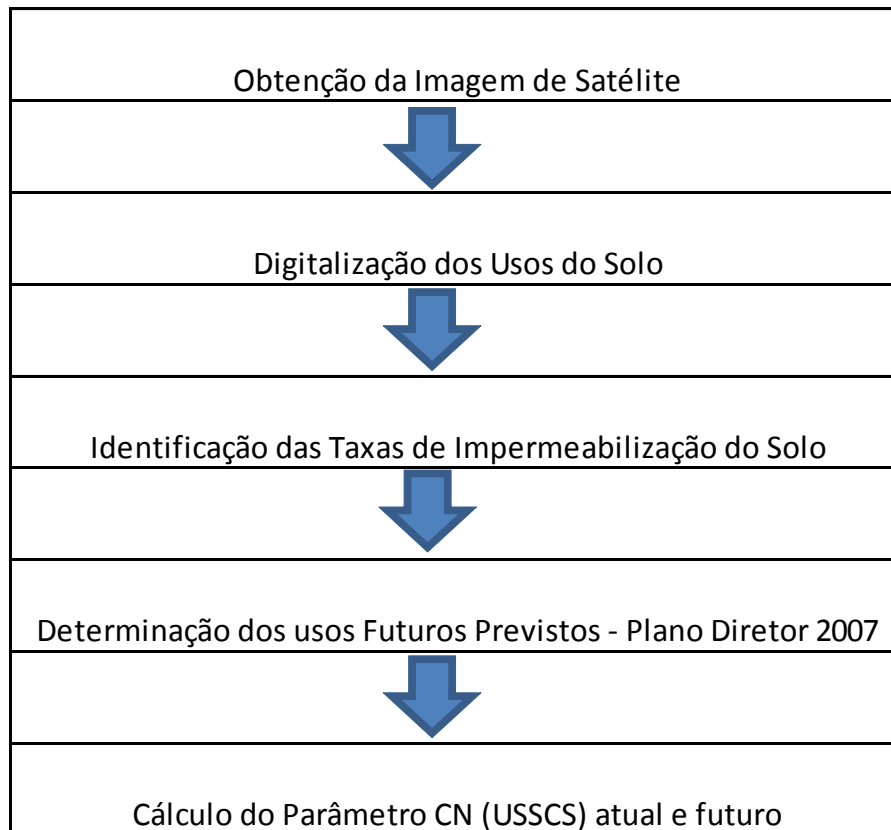 Obtenção da Imagem de Satélite
Digitalização dos Usos do Solo
Identificação das Taxas de Impermeabilização do Solo
Determinação dos usos Futuros Previstos - Plano Diretor 2007
Cálculo do Parâmetro CN (USSCS) atual e futuro